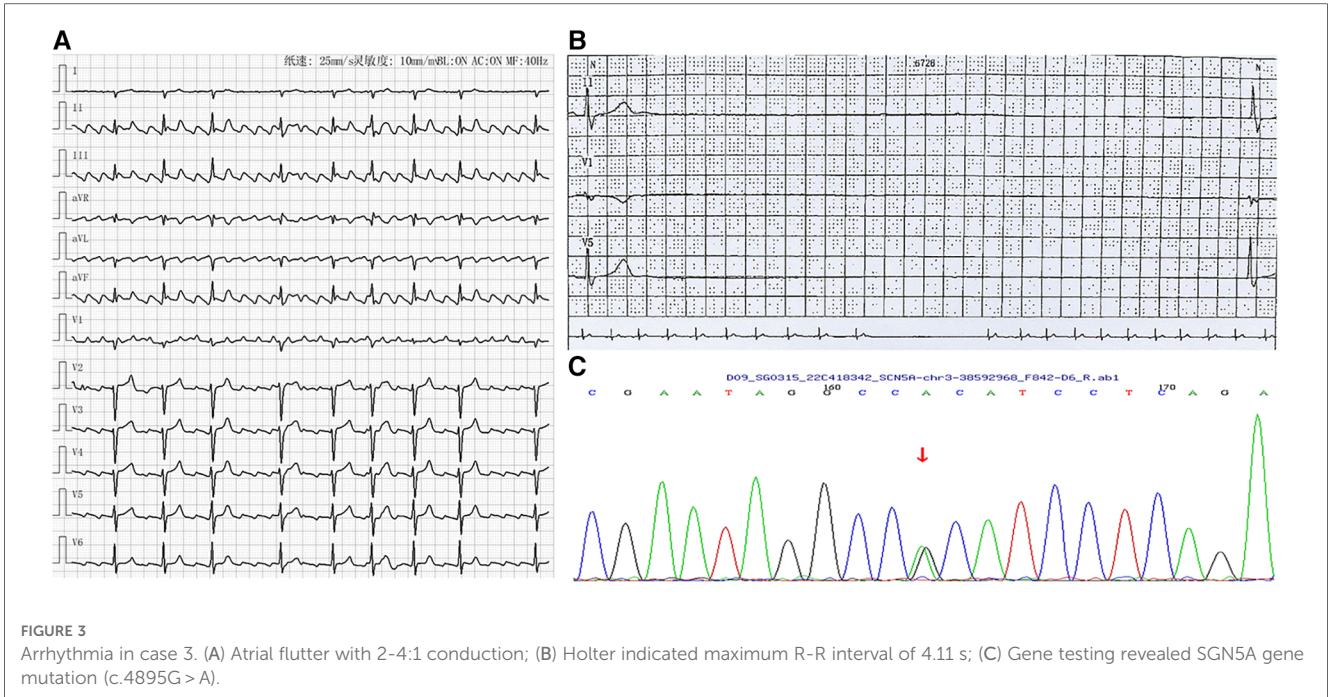 A
纸速: 25mm/s灵敏度: 10mm/mVBL:ON AC:ON MF:40Hz
I
II
III
aVR
aVL
aVF
V1
V2
V3
V4
V5
V6
B
N
6728
N
II
V1
V5
C
D09_SG0315_22C418342_SCN5A-chr3-38592968_F842-D6_R.ab1
160 170
C G A A T A G G C C A C A T C C T C A G A
FIGURE 3
Arrhythmia in case 3. (A) Atrial flutter with 2-4:1 conduction; (B) Holter indicated maximum R-R interval of 4.11 s; (C) Gene testing revealed SGN5A gene
mutation (c.4895G > A).